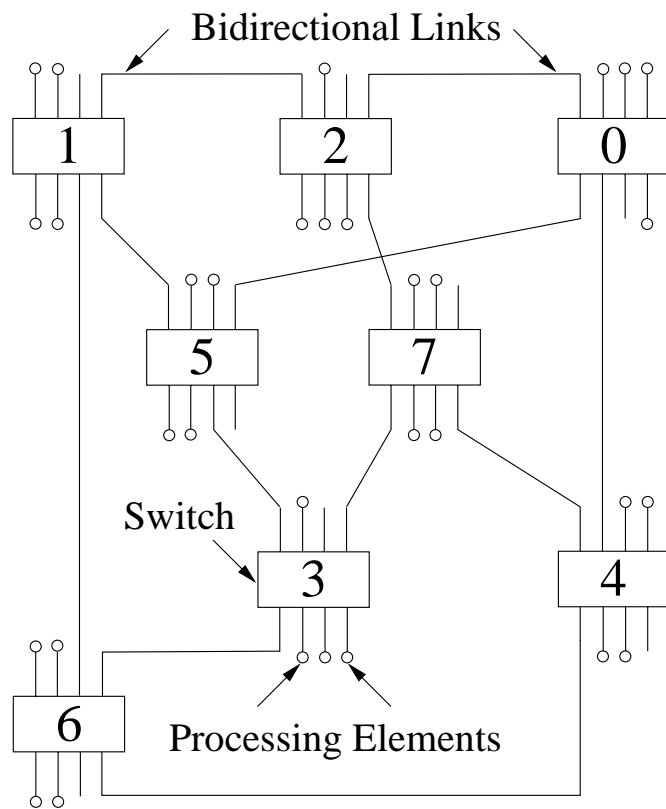 Bidirectional Links
1 2 0
5 7
Switch
3 4
6
Processing Elements